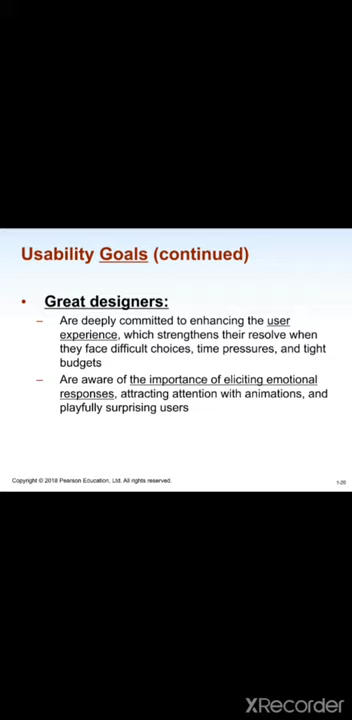 Usability Goals (continued)
• Great designers:
– Are deeply committed to enhancing the user
experience, which strengthens their resolve when
they face difficult choices, time pressures, and tight
budgets
– Are aware of the importance of eliciting emotional
responses, attracting attention with animations, and
playfully surprising users
Copyright © 2018 Pearson Education, Ltd. All rights reserved.
1-20
XRecorder